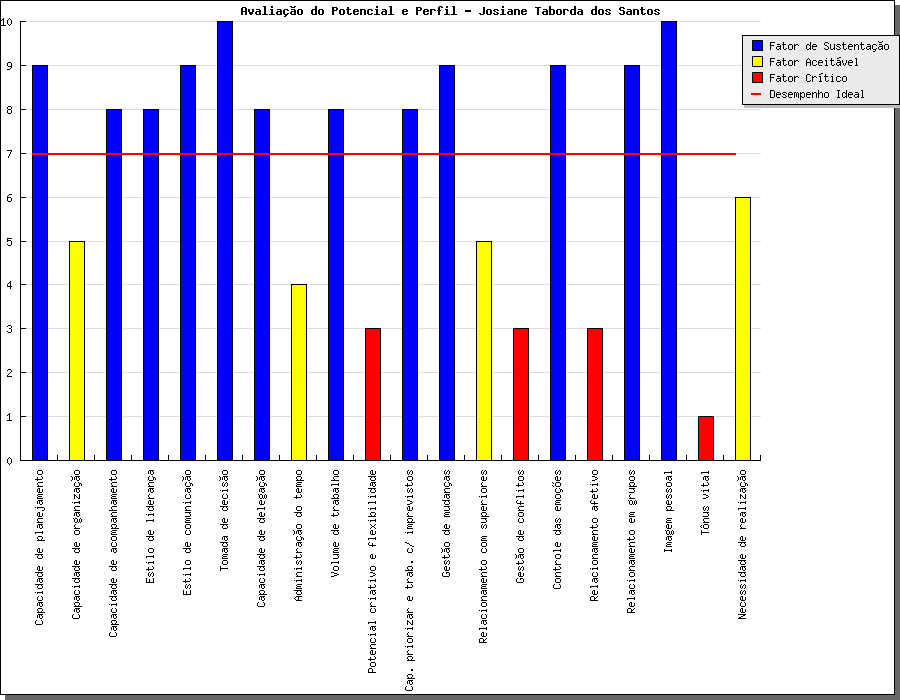 Avaliação do Potencial e Perfil - Josiane Taborda dos Santos
Fator de Sustentação
Fator Aceitável
Fator Crítico
Desempenho Ideal
10
9
8
7
6
5
4
3
2
1
0
Capacidade de planejamento
Capacidade de organização
Capacidade de acompanhamento
Estilo de liderança
Estilo de comunicação
Tomada de decisão
Capacidade de delegação
Administração do tempo
Volume de trabalho
Potencial criativo e flexibilidade
Cap. priorizar e trab. c/ imprevistos
Gestão de mudanças
Relacionamento com superiores
Gestão de conflitos
Controle das emoções
Relacionamento afetivo
Relacionamento em grupos
Imagem pessoal
Tônus vital
Necessidade de realização